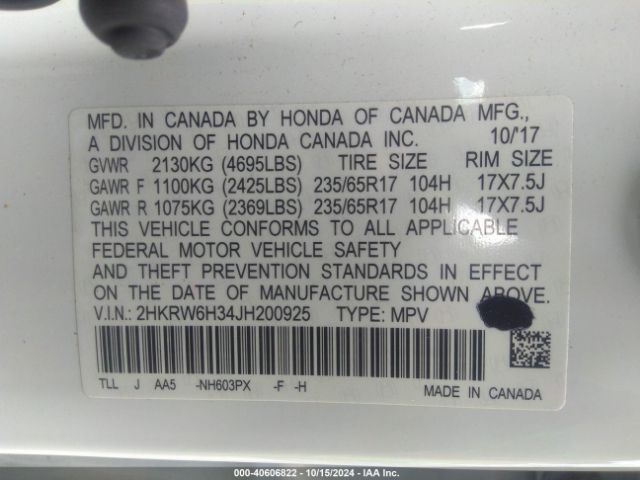 MFD. IN CANADA BY HONDA OF CANADA MFG.,
A DIVISION OF HONDA CANADA INC. 10/'17
GVWR 2130KG (4695LBS) TIRE SIZE RIM SIZE
GAWR F 1100KG (2425LBS) 235/65R17 104H 17X7.5J
GAWR R 1075KG (2369LBS) 235/65R17 104H 17X7.5J
THIS VEHICLE CONFORMS TO ALL APPLICABLE
FEDERAL MOTOR VEHICLE SAFETY
AND THEFT PREVENTION STANDARDS IN EFFECT
ON THE DATE OF MANUFACTURE SHOWN ABOVE.
V.I.N.: 2HKRW6H34JH200925 TYPE: MPV
TLL J AA5 -NH603PX -F -H MADE IN CANADA
000-40606822 - 10/15/2024 - IAA Inc.